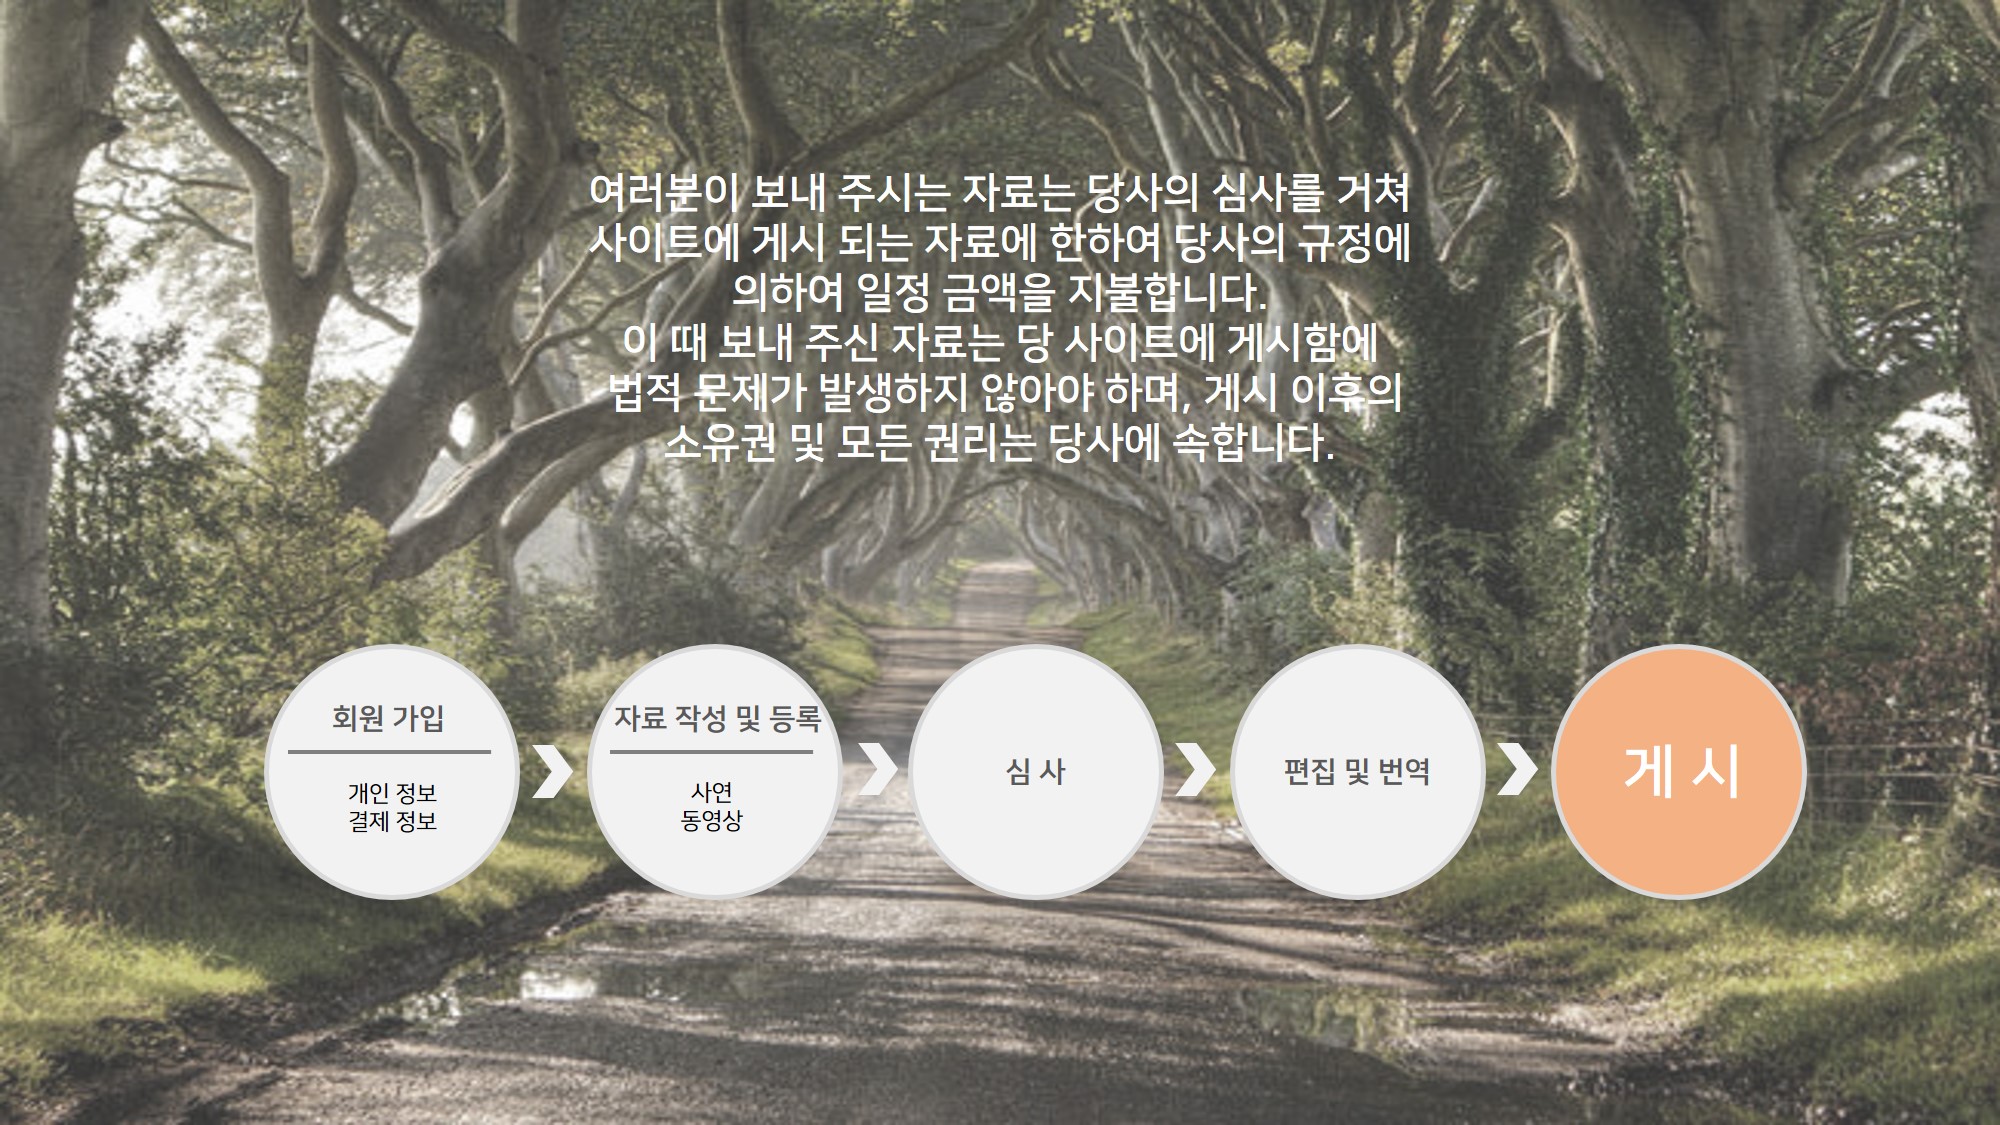 여러분이 보내 주시는 자료는 당사의 심사를 거쳐
사이트에 게시 되는 자료에 한하여 당사의 규정에
의하여 일정 금액을 지불합니다.
이 때 보내 주신 자료는 당 사이트에 게시함에
법적 문제가 발생하지 않아야 하며, 게시 이후의
소유권 및 모든 권리는 당사에 속합니다.
회원 가입
개인 정보
결제 정보
자료 작성 및 등록
사연
동영상
심 사
편집 및 번역
게 시